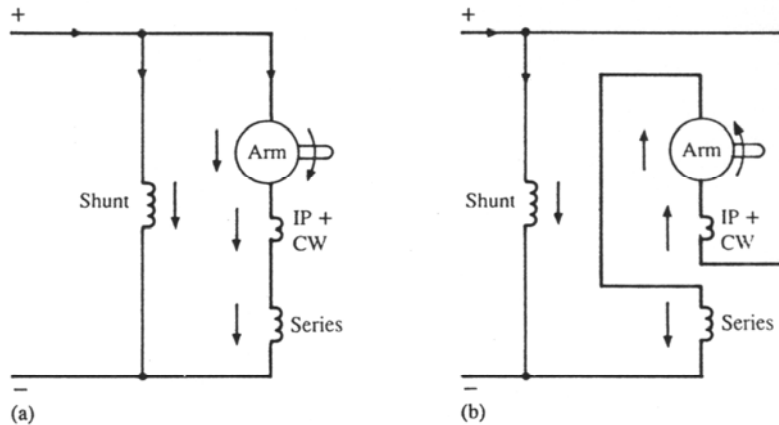 +
Shunt
Arm
IP +
CW
Series
−
(a)
+
Shunt
Arm
IP +
CW
Series
−
(b)